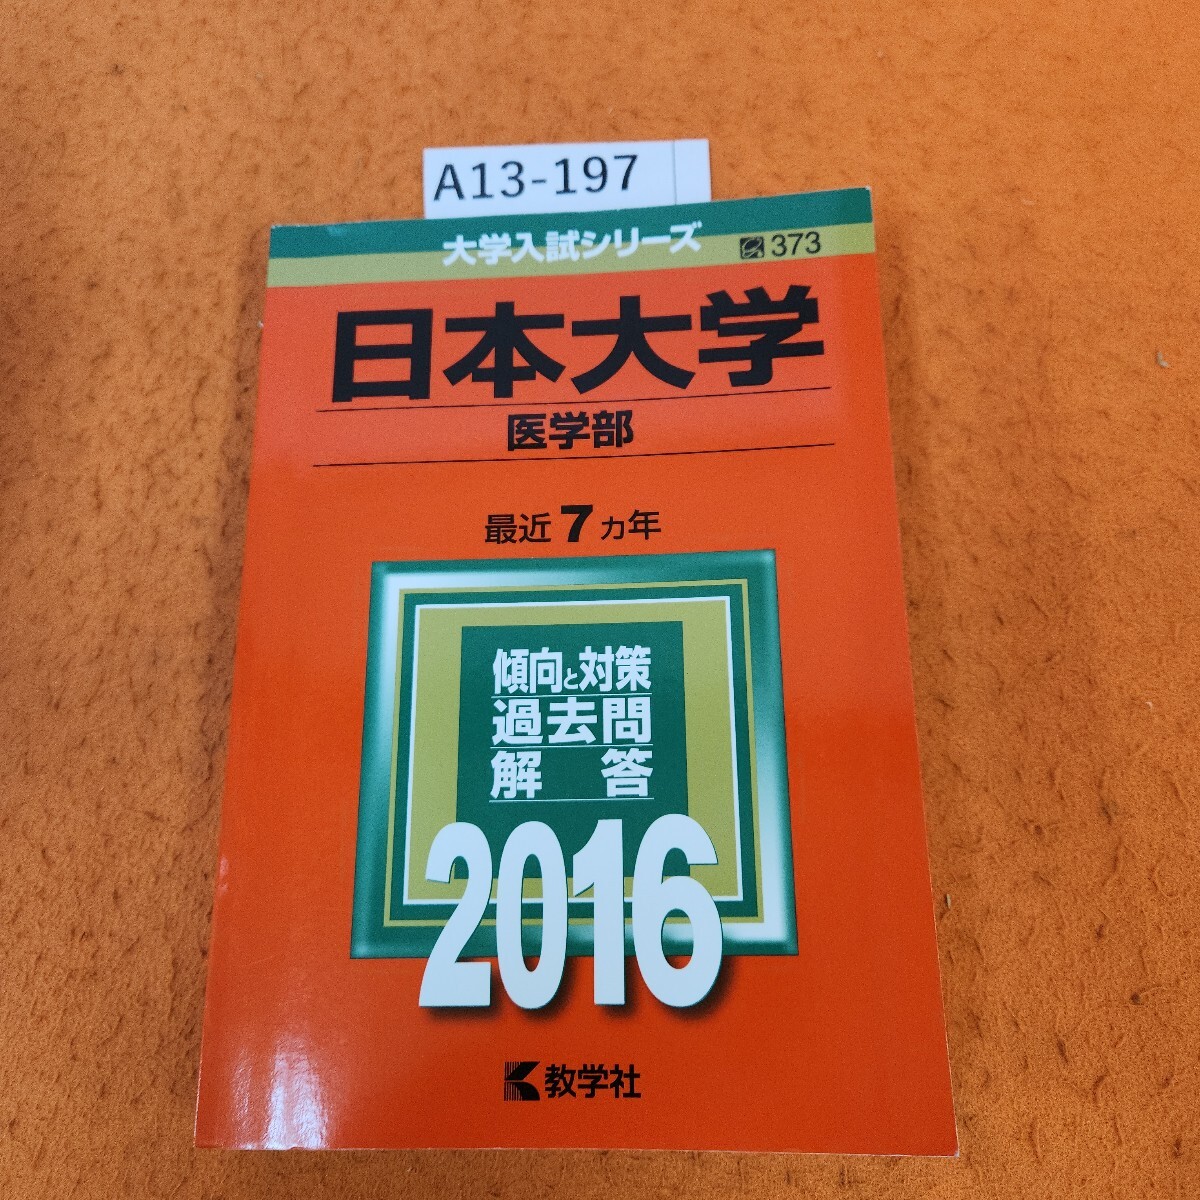 A13-197
大学入試シリーズ 373
日本大学
医学部
最近7カ年
傾向と対策
過去問
解答
2016
教学社